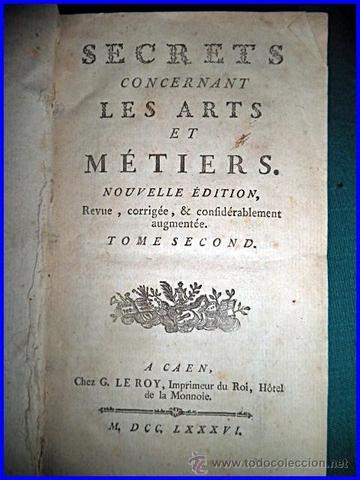 SECRETS
CONCERNANT
LES ARTS
ET
MÉTIERS.
NOUVELLE ÉDITION,
Revue, corrigée, & considérablement
augmentée.
TOME SECOND.
A CAEN,
Chez G. LE ROY, Imprimeur du Roi, Hôtel
de la Monnoie.
M. DCC. LXXXVI.
www.todocoleccion.net